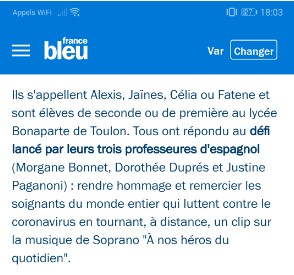 Appels WiFi 87 18:03
france
bleu
Var Changer
Ils s'appellent Alexis, Jaïnes, Célia ou Fatene et
sont élèves de seconde ou de première au lycée
Bonaparte de Toulon. Tous ont répondu au défi
lancé par leurs trois professeures d'espagnol
(Morgane Bonnet, Dorothée Duprés et Justine
Paganoni) : rendre hommage et remercier les
soignants du monde entier qui luttent contre le
coronavirus en tournant, à distance, un clip sur
la musique de Soprano "À nos héros du
quotidien".